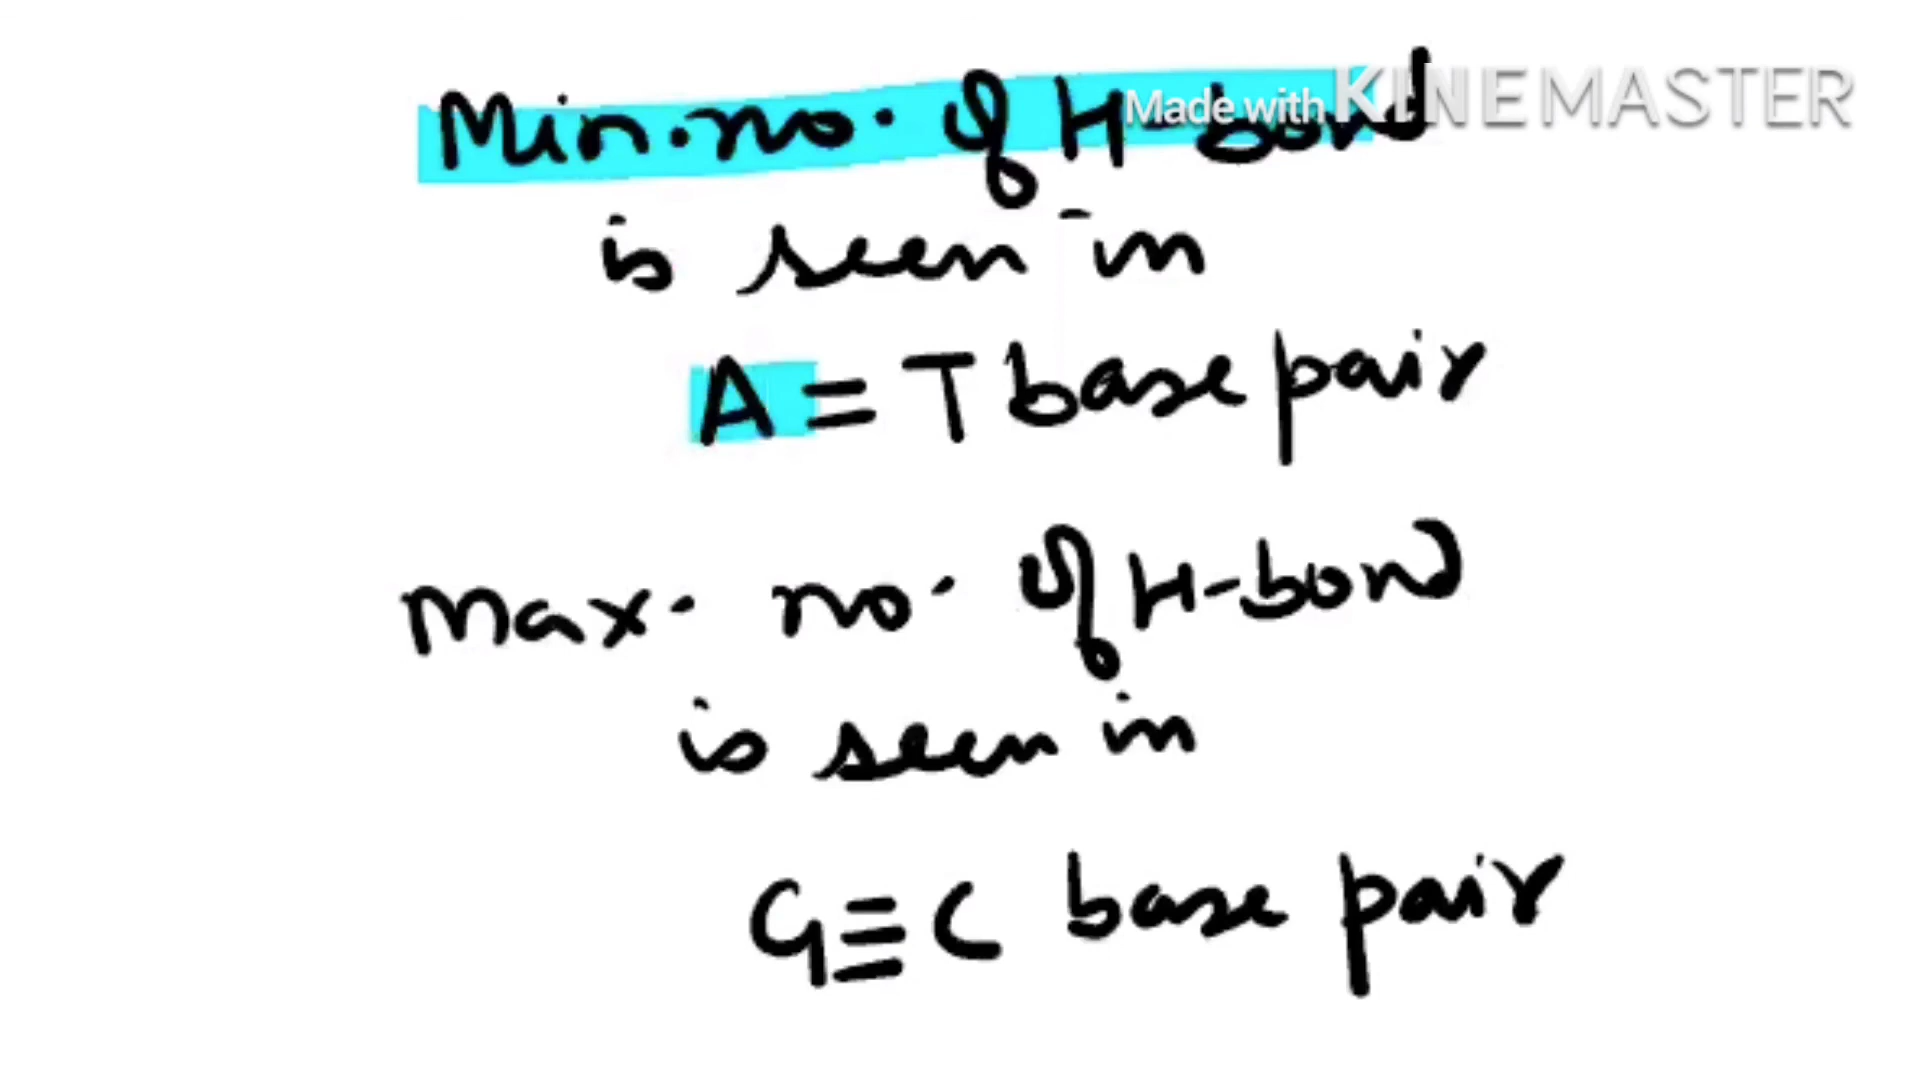 Min. no. of H-bond
Made with KINEMASTER
is seen in
A = T base pair
Max. no. of H-bond
is seen in
G ≡ C base pair